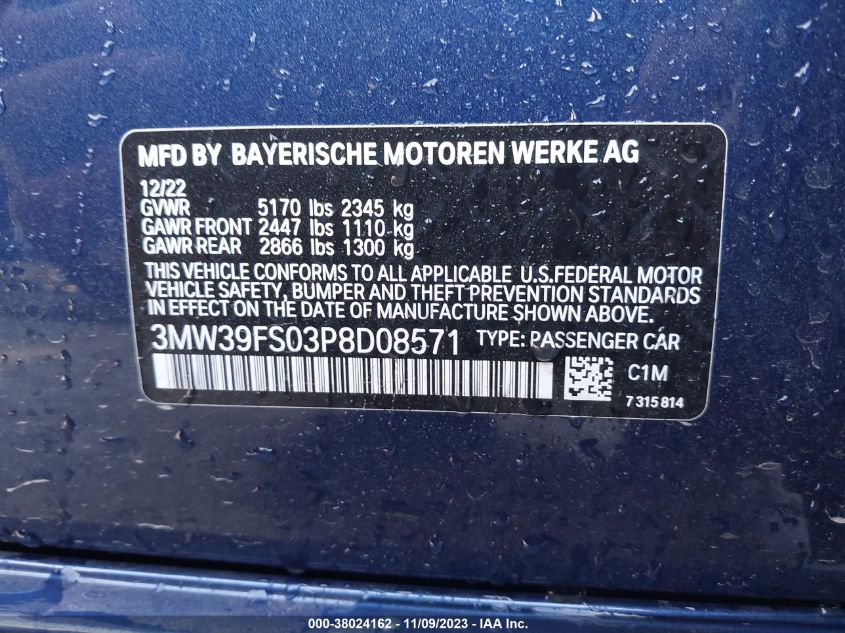 MFD BY BAYERISCHE MOTOREN WERKE AG
12/22
GVWR 5170 lbs 2345 kg
GAWR FRONT 2447 lbs 1110 kg
GAWR REAR 2866 lbs 1300 kg
THIS VEHICLE CONFORMS TO ALL APPLICABLE U.S.FEDERAL MOTOR
VEHICLE SAFETY, BUMPER AND THEFT PREVENTION STANDARDS
IN EFFECT ON THE DATE OF MANUFACTURE SHOWN ABOVE.
3MW39FS03P8D08571 TYPE: PASSENGER CAR
C1M
7 315 814
000-38024162 - 11/09/2023 - IAA Inc.